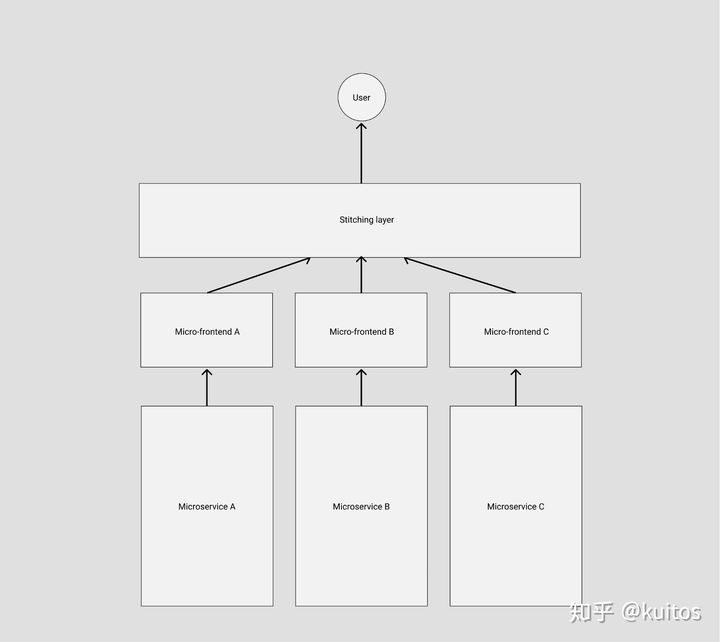 User
Stitching layer
Micro-frontend A
Micro-frontend B
Micro-frontend C
Microservice A
Microservice B
Microservice C
知乎 @kuitos